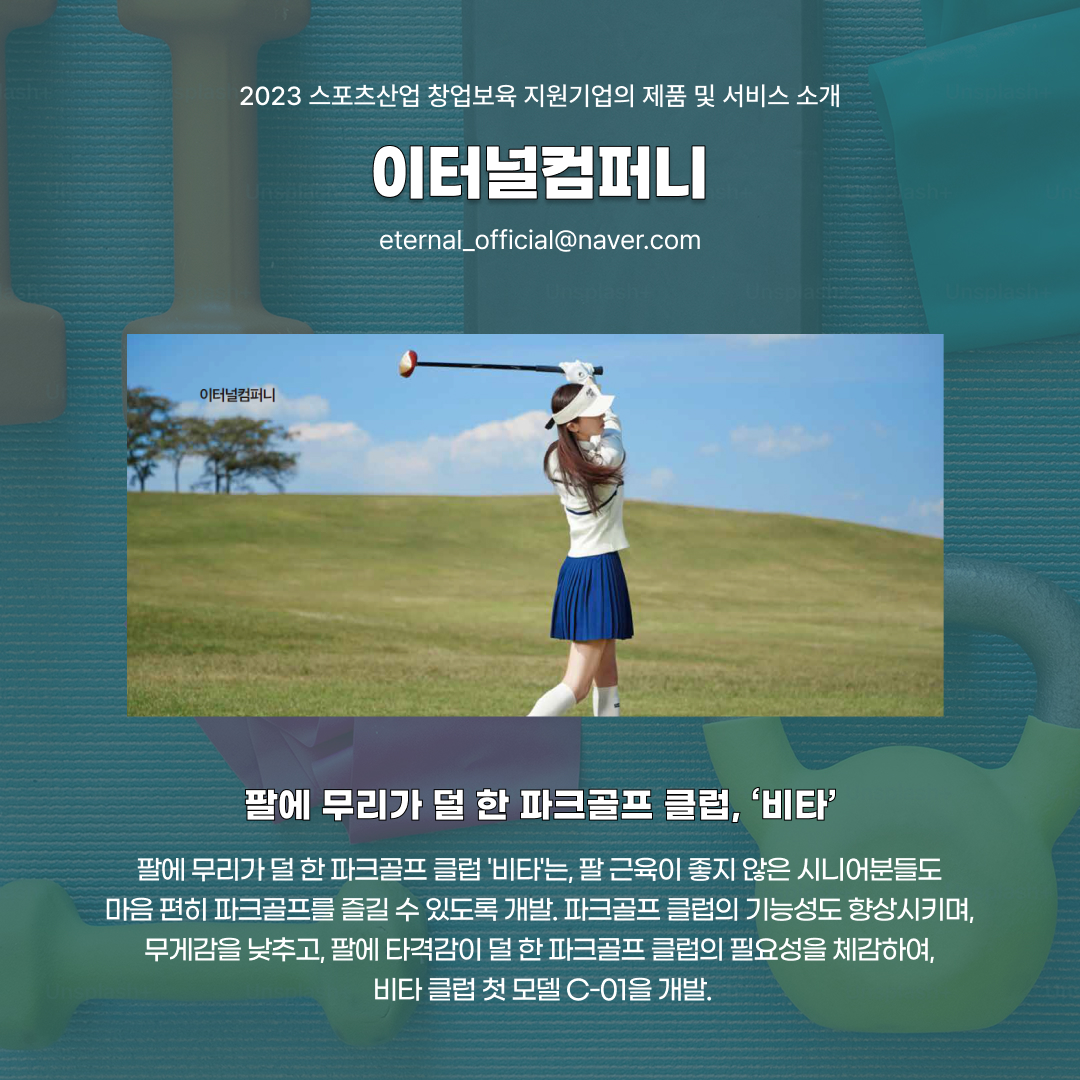 2023 스포츠산업 창업보육 지원기업의 제품 및 서비스 소개
이터널컴퍼니
eternal_official@naver.com
이터널컴퍼니
팔에 무리가 덜 한 파크골프 클럽, ‘비타’
팔에 무리가 덜 한 파크골프 클럽 '비타'는, 팔 근육이 좋지 않은 시니어분들도
마음 편히 파크골프를 즐길 수 있도록 개발. 파크골프 클럽의 기능성도 향상시키며,
무게감을 낮추고, 팔에 타격감이 덜 한 파크골프 클럽의 필요성을 체감하여,
비타 클럽 첫 모델 C-01을 개발.